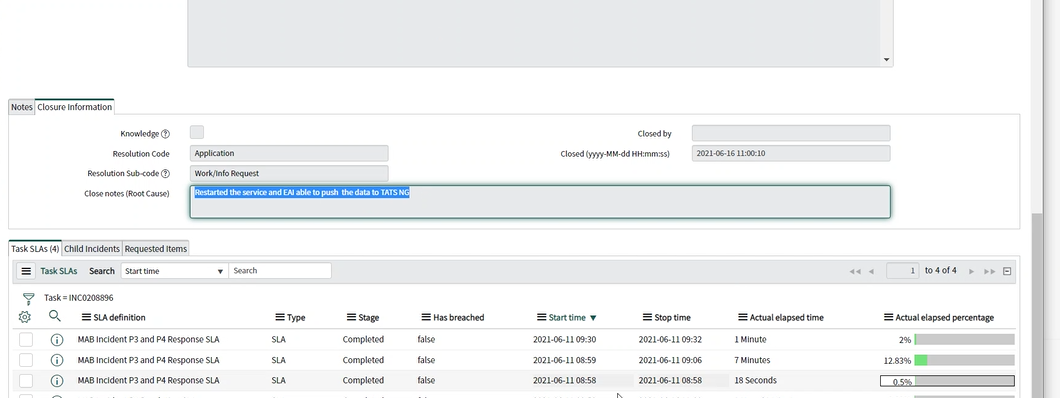 Notes Closure Information
Knowledge
Closed by
Resolution Code Application
Closed (yyyy-MM-dd HH:mm:ss) 2021-06-16 11:00:10
Resolution Sub-code Work/Info Request
Close notes (Root Cause) Restarted the service and EAI able to push the data to TATS NG
Task SLAs (4) Child Incidents Requested Items
Task SLAs Search Start time Search 1 to 4 of 4
Task = INC0208896
SLA definition Type Stage Has breached Start time Stop time Actual elapsed time Actual elapsed percentage
MAB Incident P3 and P4 Response SLA SLA Completed false 2021-06-11 09:30 2021-06-11 09:32 1 Minute 2%
MAB Incident P3 and P4 Response SLA SLA Completed false 2021-06-11 08:59 2021-06-11 09:06 7 Minutes 12.83%
MAB Incident P3 and P4 Response SLA SLA Completed false 2021-06-11 08:58 2021-06-11 08:58 18 Seconds 0.5%